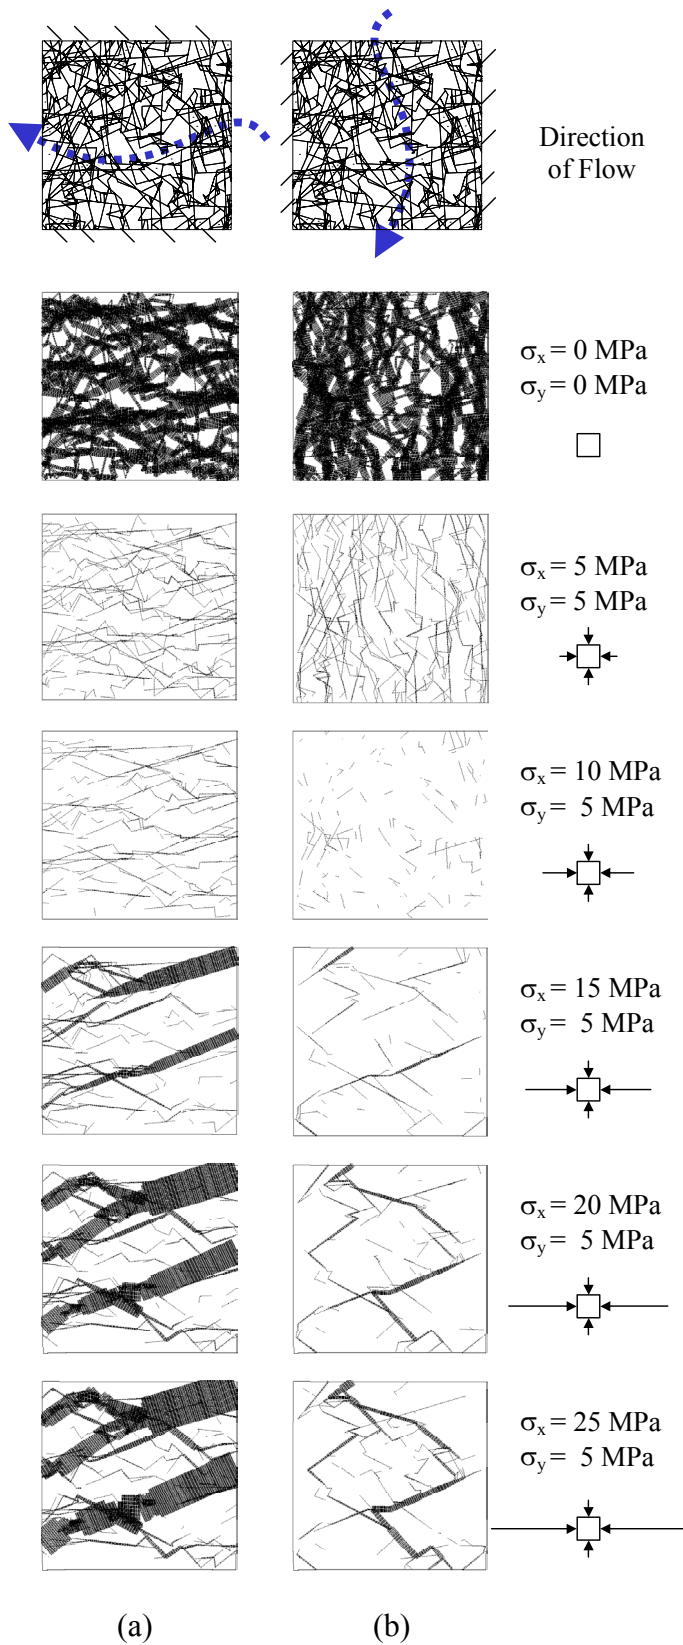 Direction
of Flow
σx = 0 MPa
σy = 0 MPa
σx = 5 MPa
σy = 5 MPa
σx = 10 MPa
σy = 5 MPa
σx = 15 MPa
σy = 5 MPa
σx = 20 MPa
σy = 5 MPa
σx = 25 MPa
σy = 5 MPa
(a) (b)